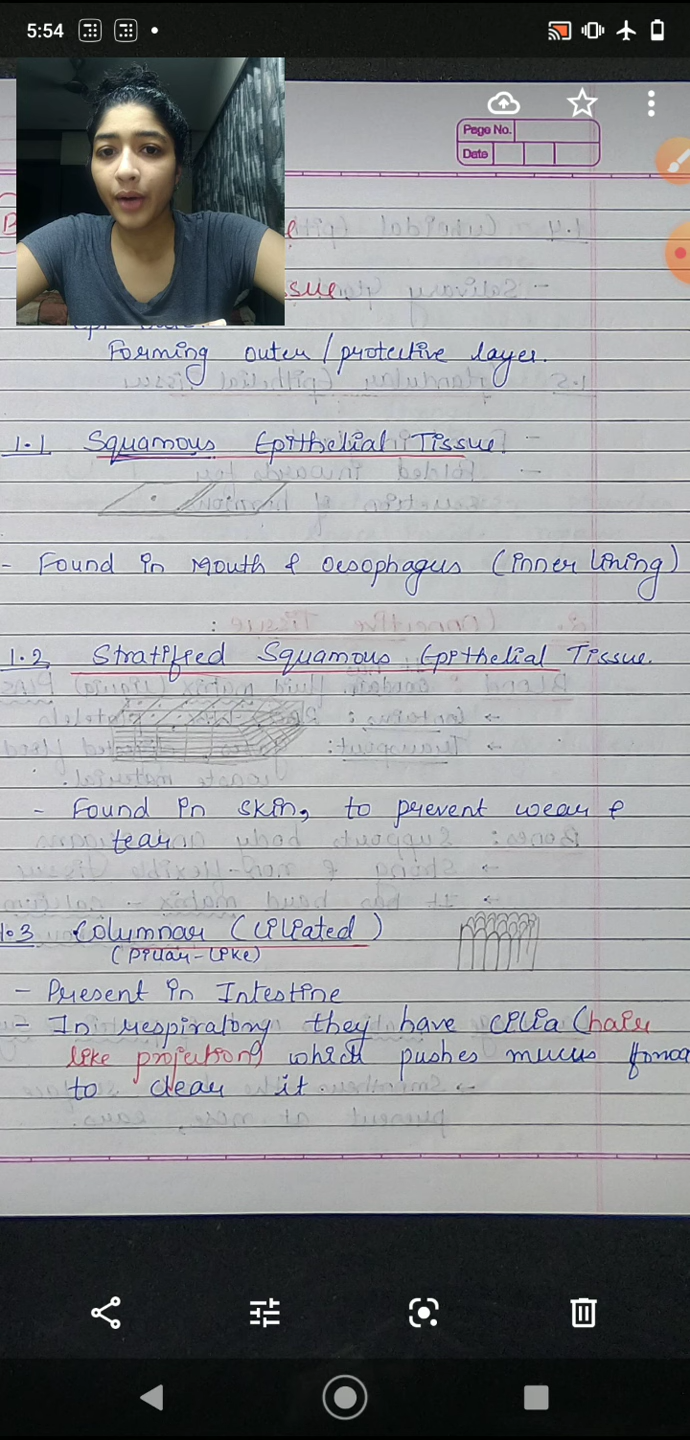 5:54
Page No.
Date
ssue
Forming outer / protective layer.
1.1 Squamous Epithelial Tissue
- Found in Mouth & Oesophagus (inner lining)
1.2 Stratified Squamous Epithelial Tissue.
- Found in skin, to prevent wear &
tear
1.3 Columnar (Ciliated)
(Pillar-like)
- Present in Intestine
- In respiratory they have cilia (hair
like projection) which pushes mucus
to clear it